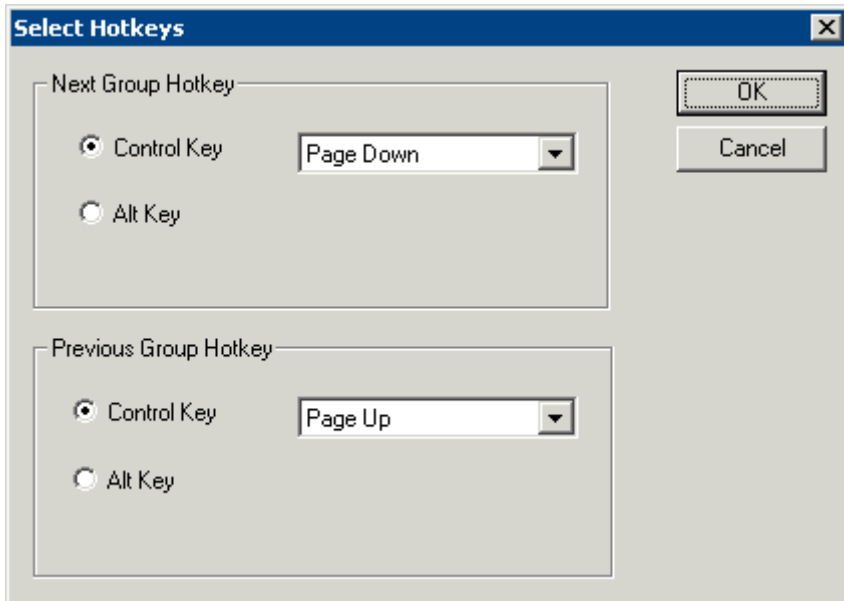 Select Hotkeys
Next Group Hotkey
OK
Control Key
Page Down
Cancel
Alt Key
Previous Group Hotkey
Control Key
Page Up
Alt Key